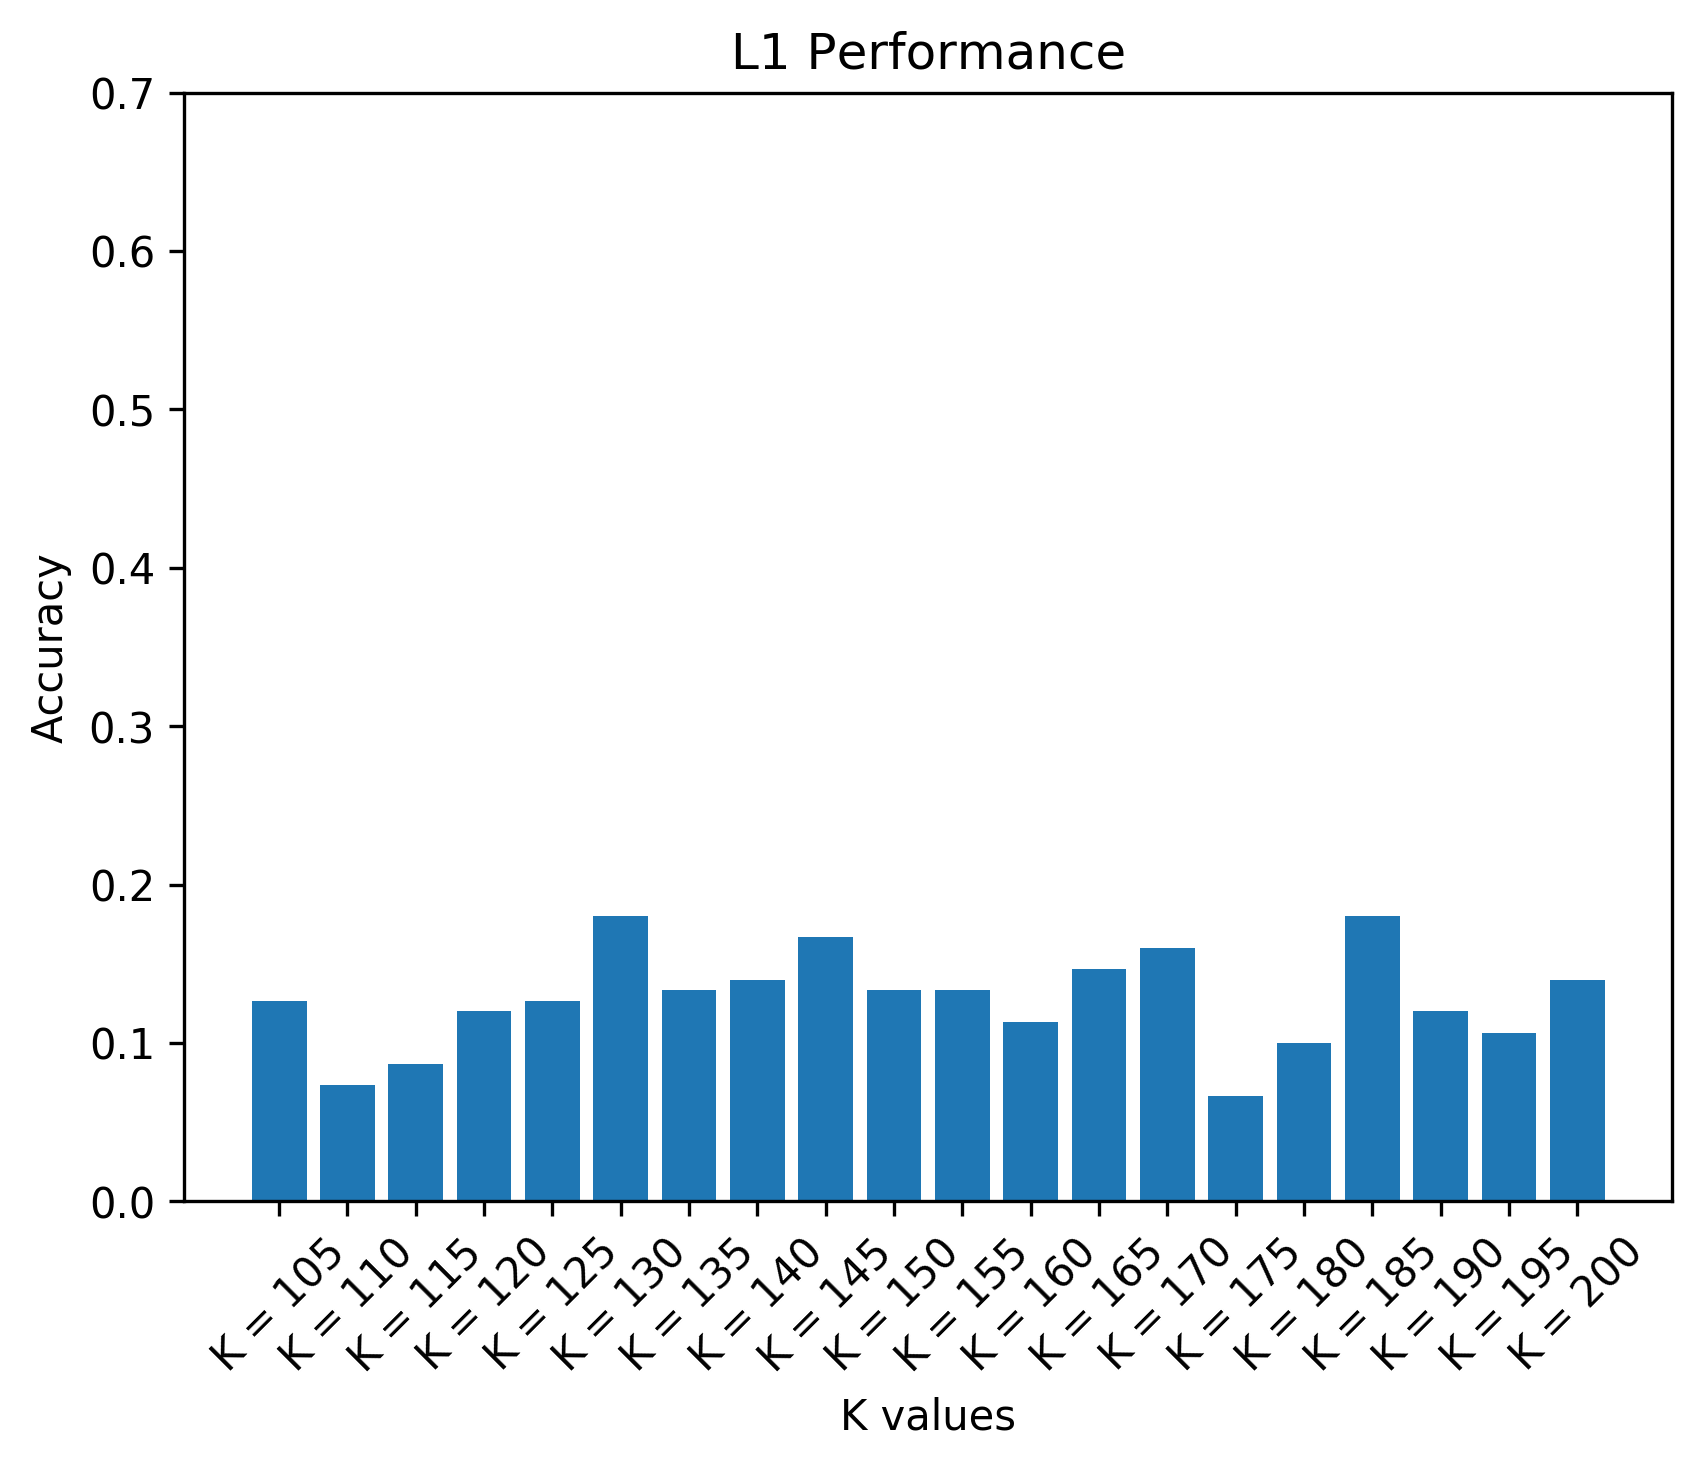 L1 Performance
0.7
0.6
0.5
0.4
0.3
0.2
0.1
0.0
Accuracy
K = 105
K = 110
K = 115
K = 120
K = 125
K = 130
K = 135
K = 140
K = 145
K = 150
K = 155
K = 160
K = 165
K = 170
K = 175
K = 180
K = 185
K = 190
K = 195
K = 200
K values